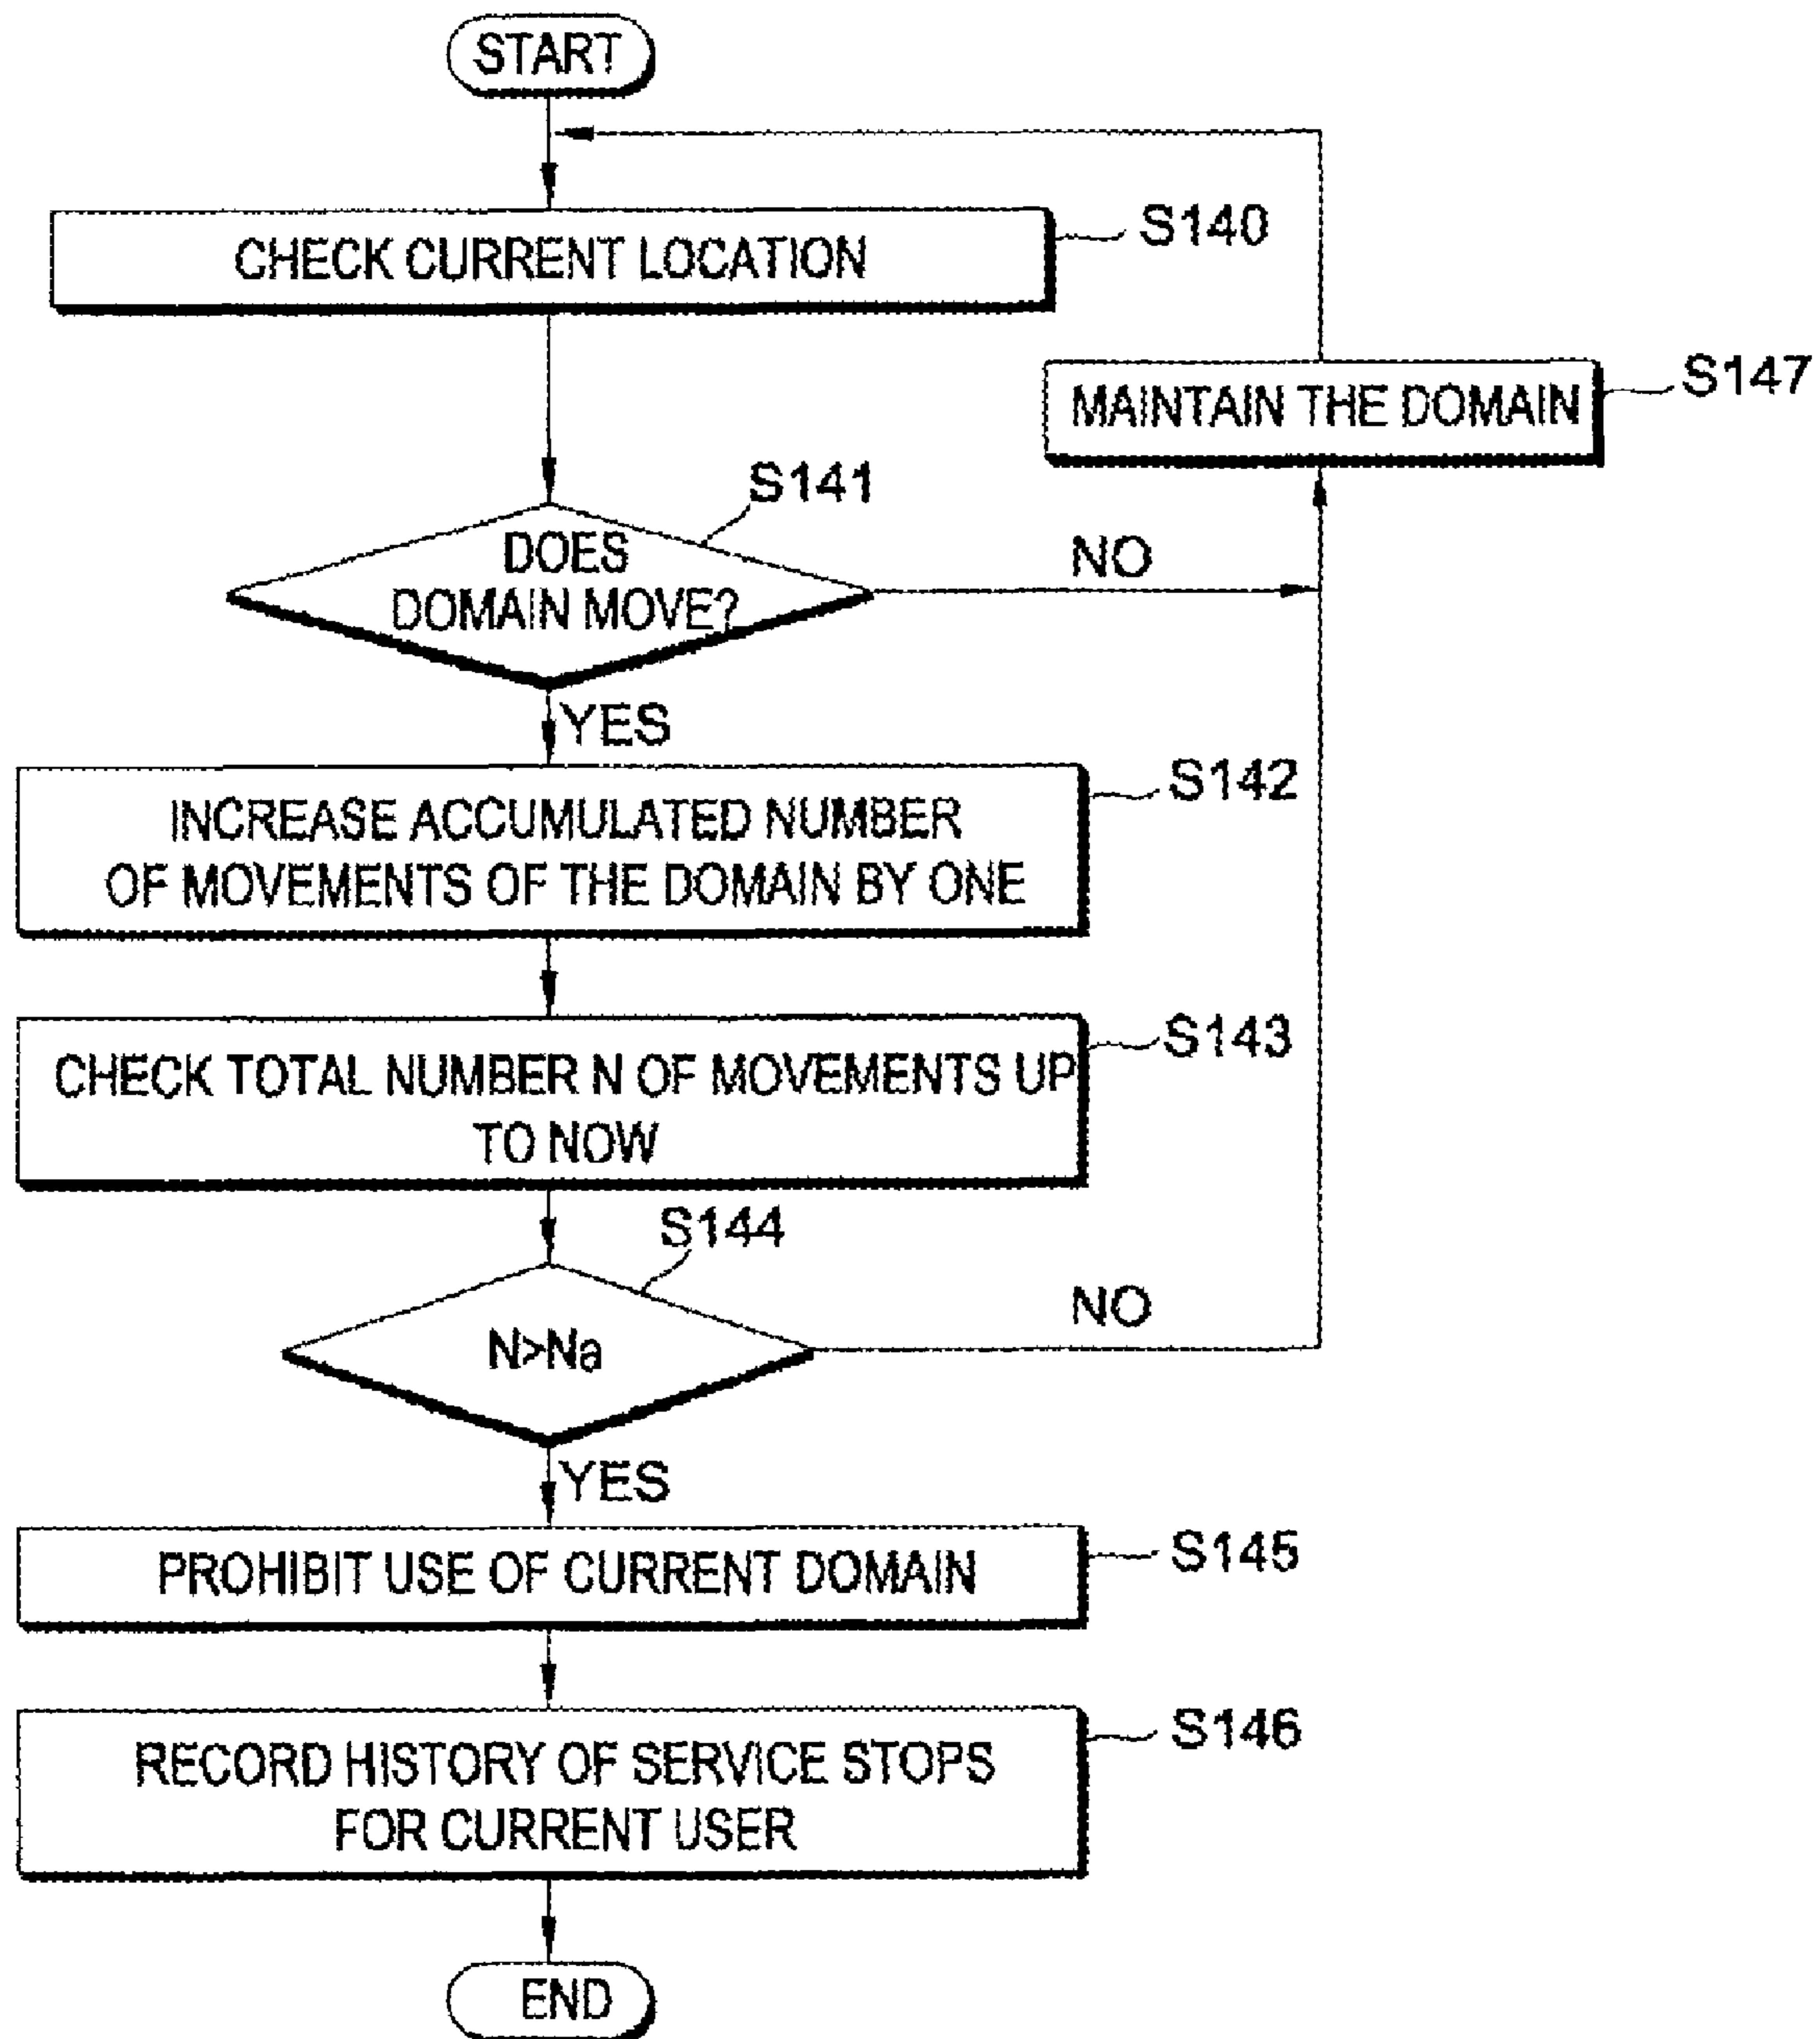 START
CHECK CURRENT LOCATION
S140
MAINTAIN THE DOMAIN
S147
S141
DOES
DOMAIN MOVE?
NO
YES
INCREASE ACCUMULATED NUMBER
OF MOVEMENTS OF THE DOMAIN BY ONE
S142
CHECK TOTAL NUMBER N OF MOVEMENTS UP
TO NOW
S143
S144
N>Na
NO
YES
PROHIBIT USE OF CURRENT DOMAIN
S145
RECORD HISTORY OF SERVICE STOPS
FOR CURRENT USER
S146
END